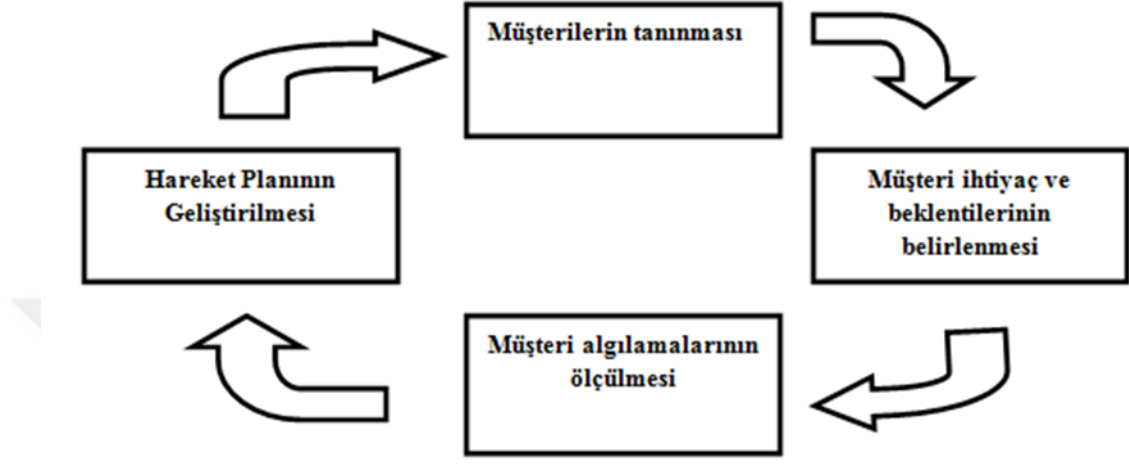 Müşterilerin tanınması
Hareket Planının
Geliştirilmesi
Müşteri ihtiyaç ve
beklentilerinin
belirlenmesi
Müşteri algılamalarının
ölçülmesi